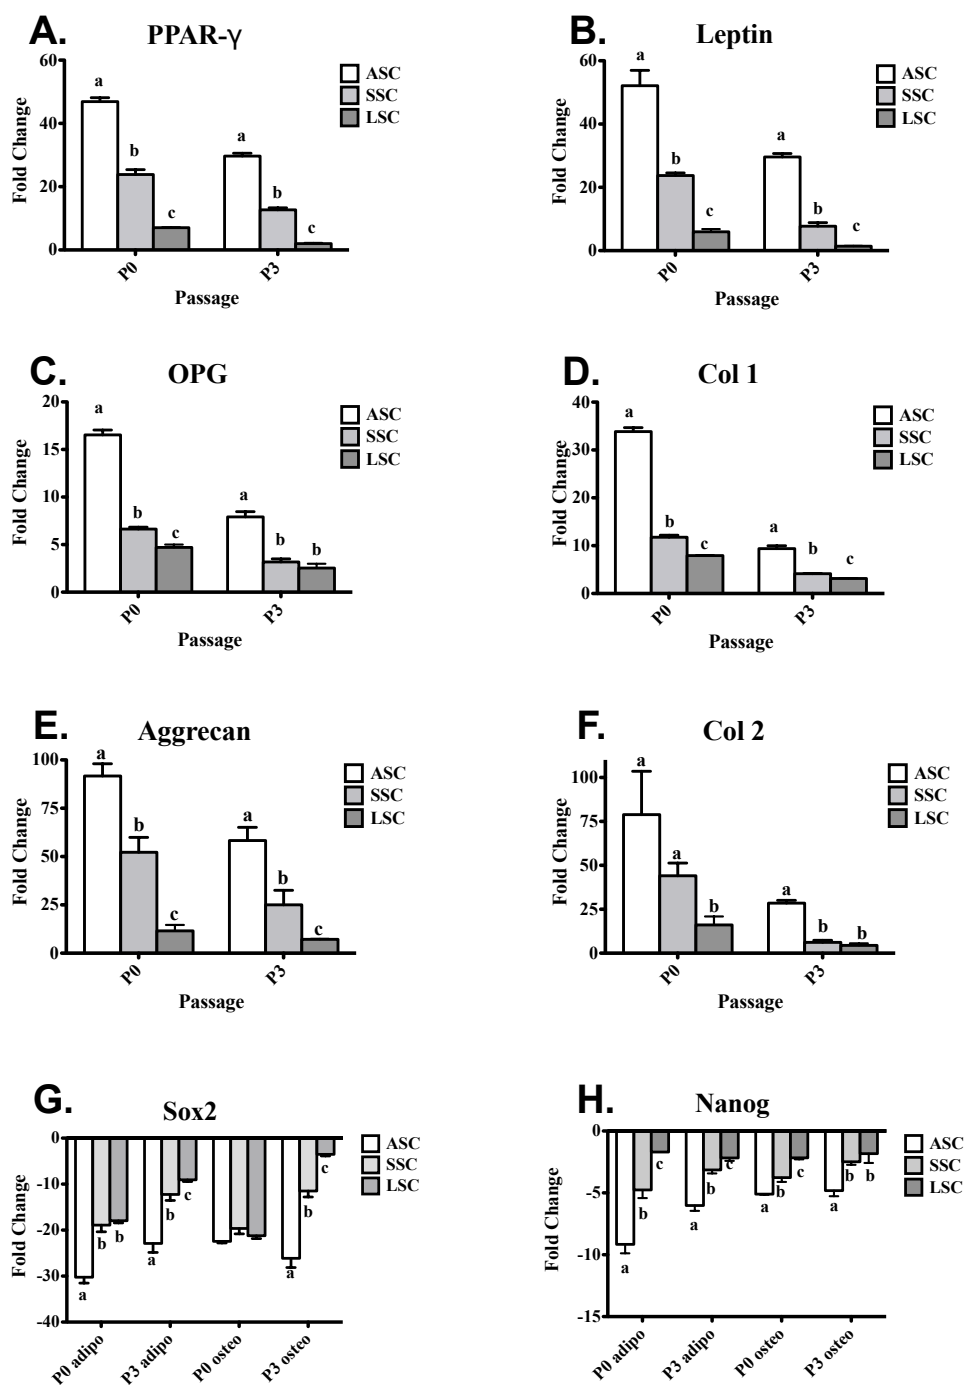 A. PPAR-γ
60
40
20
0
Fold Change
a
b
c
a
b
c
P0
P3
Passage
ASC
SSC
LSC
B. Leptin
60
40
20
0
Fold Change
a
b
c
a
b
c
P0
P3
Passage
ASC
SSC
LSC
C. OPG
20
15
10
5
0
Fold Change
a
b
c
a
b
b
P0
P3
Passage
ASC
SSC
LSC
D. Col 1
40
30
20
10
0
Fold Change
a
b
c
a
b
c
P0
P3
Passage
ASC
SSC
LSC
E. Aggrecan
100
75
50
25
0
Fold Change
a
b
c
a
b
c
P0
P3
Passage
ASC
SSC
LSC
F. Col 2
100
75
50
25
0
Fold Change
a
a
b
a
b
b
P0
P3
Passage
ASC
SSC
LSC
G. Sox2
0
-10
-20
-30
-40
Fold Change
a
b
b
a
b
c
a
b
c
P0 adipo
P3 adipo
P0 osteo
P3 osteo
ASC
SSC
LSC
H. Nanog
0
-5
-10
-15
Fold Change
a
b
c
a
b
c
a
b
c
a
b
b
P0 adipo
P3 adipo
P0 osteo
P3 osteo
ASC
SSC
LSC